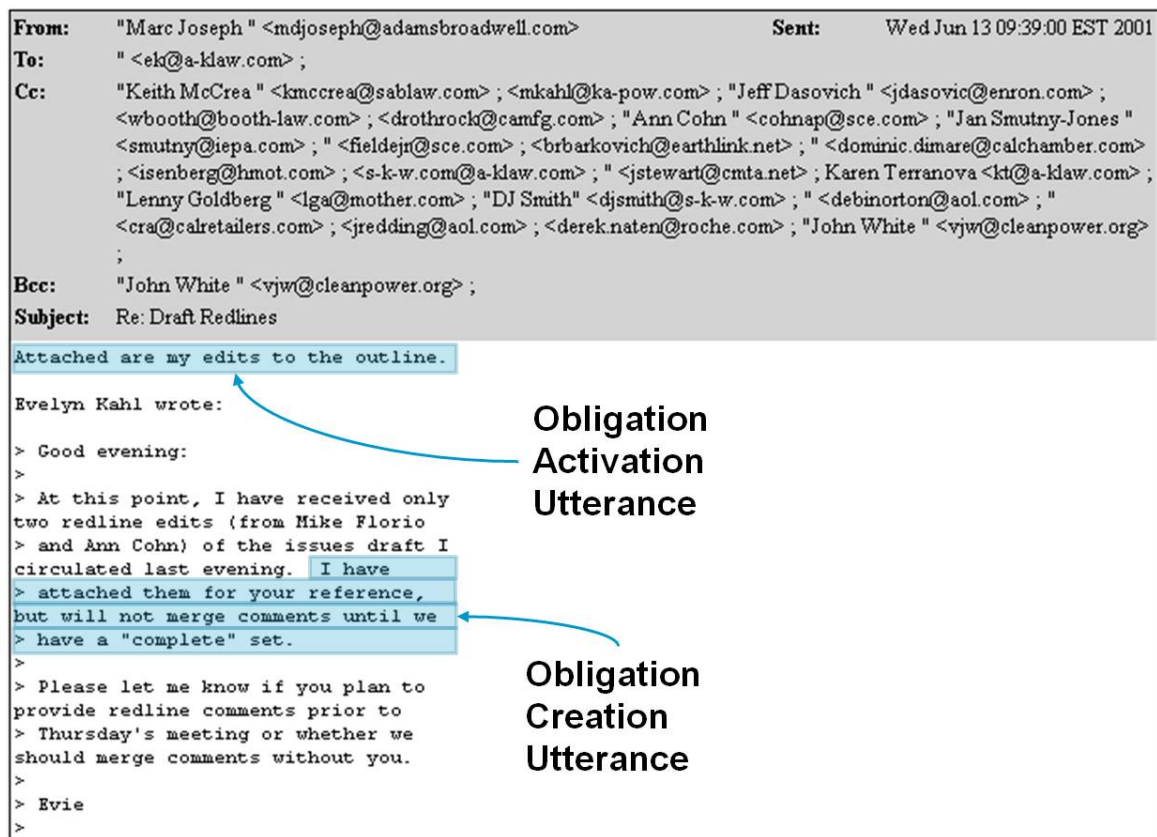 From: "Marc Joseph " <mdjoseph@adamsbroadwell.com> Sent: Wed Jun 13 09:39:00 EST 2001
To: " <ek@a-klaw.com> ;
Cc: "Keith McCrea " <kmccrea@sablaw.com> ; <mkahl@ka-pow.com> ; "Jeff Dasovich " <jdasovic@enron.com> ;
<wbooth@booth-law.com> ; <drothrock@camfg.com> ; "Ann Cohn " <cohnap@sce.com> ; "Jan Smutny-Jones "
<smutny@iepa.com> ; " <fieldejr@sce.com> ; <brbarkovich@earthlink.net> ; " <dominic.dimare@calchamber.com>
; <isenberg@hmot.com> ; <s-k-w.com@a-klaw.com> ; " <jstewart@cmta.net> ; Karen Terranova <kt@a-klaw.com> ;
"Lenny Goldberg " <lga@mother.com> ; "DJ Smith" <djsmith@s-k-w.com> ; " <debinorton@aol.com> ; "
<cra@calretailers.com> ; <jredding@aol.com> ; <derek.naten@roche.com> ; "John White " <vjw@cleanpower.org>
;
Bcc: "John White " <vjw@cleanpower.org> ;
Subject: Re: Draft Redlines
Attached are my edits to the outline.
Evelyn Kahl wrote:
> Good evening:
>
> At this point, I have received only
two redline edits (from Mike Florio
> and Ann Cohn) of the issues draft I
circulated last evening. I have
> attached them for your reference,
but will not merge comments until we
> have a "complete" set.
>
> Please let me know if you plan to
provide redline comments prior to
> Thursday's meeting or whether we
should merge comments without you.
>
> Evie
>
Obligation
Activation
Utterance
Obligation
Creation
Utterance